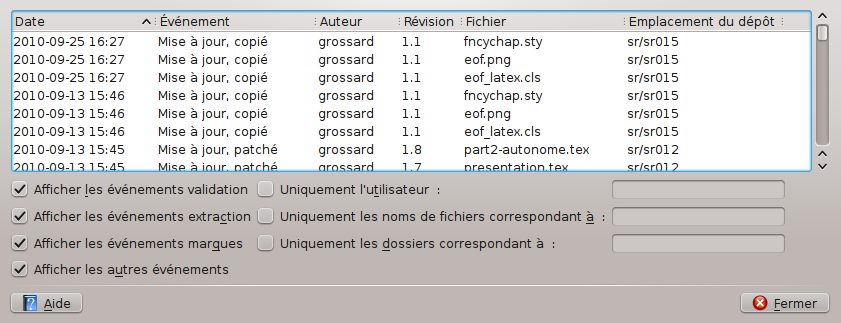 Date Événement Auteur Révision Fichier Emplacement du dépôt
2010-09-25 16:27 Mise à jour, copié grossard 1.1 fncychap.sty sr/sr015
2010-09-25 16:27 Mise à jour, copié grossard 1.1 eof.png sr/sr015
2010-09-25 16:27 Mise à jour, copié grossard 1.1 eof_latex.cls sr/sr015
2010-09-13 15:46 Mise à jour, copié grossard 1.1 fncychap.sty sr/sr015
2010-09-13 15:46 Mise à jour, copié grossard 1.1 eof.png sr/sr015
2010-09-13 15:46 Mise à jour, copié grossard 1.1 eof_latex.cls sr/sr015
2010-09-13 15:45 Mise à jour, patché grossard 1.8 part2-autonome.tex sr/sr012
2010-09-13 15:45 Mise à jour, patché grossard 1.7 presentation.tex sr/sr012
Afficher les événements validation Uniquement l'utilisateur :
Afficher les événements extraction Uniquement les noms de fichiers correspondant à :
Afficher les événements marques Uniquement les dossiers correspondant à :
Afficher les autres événements
Aide Fermer